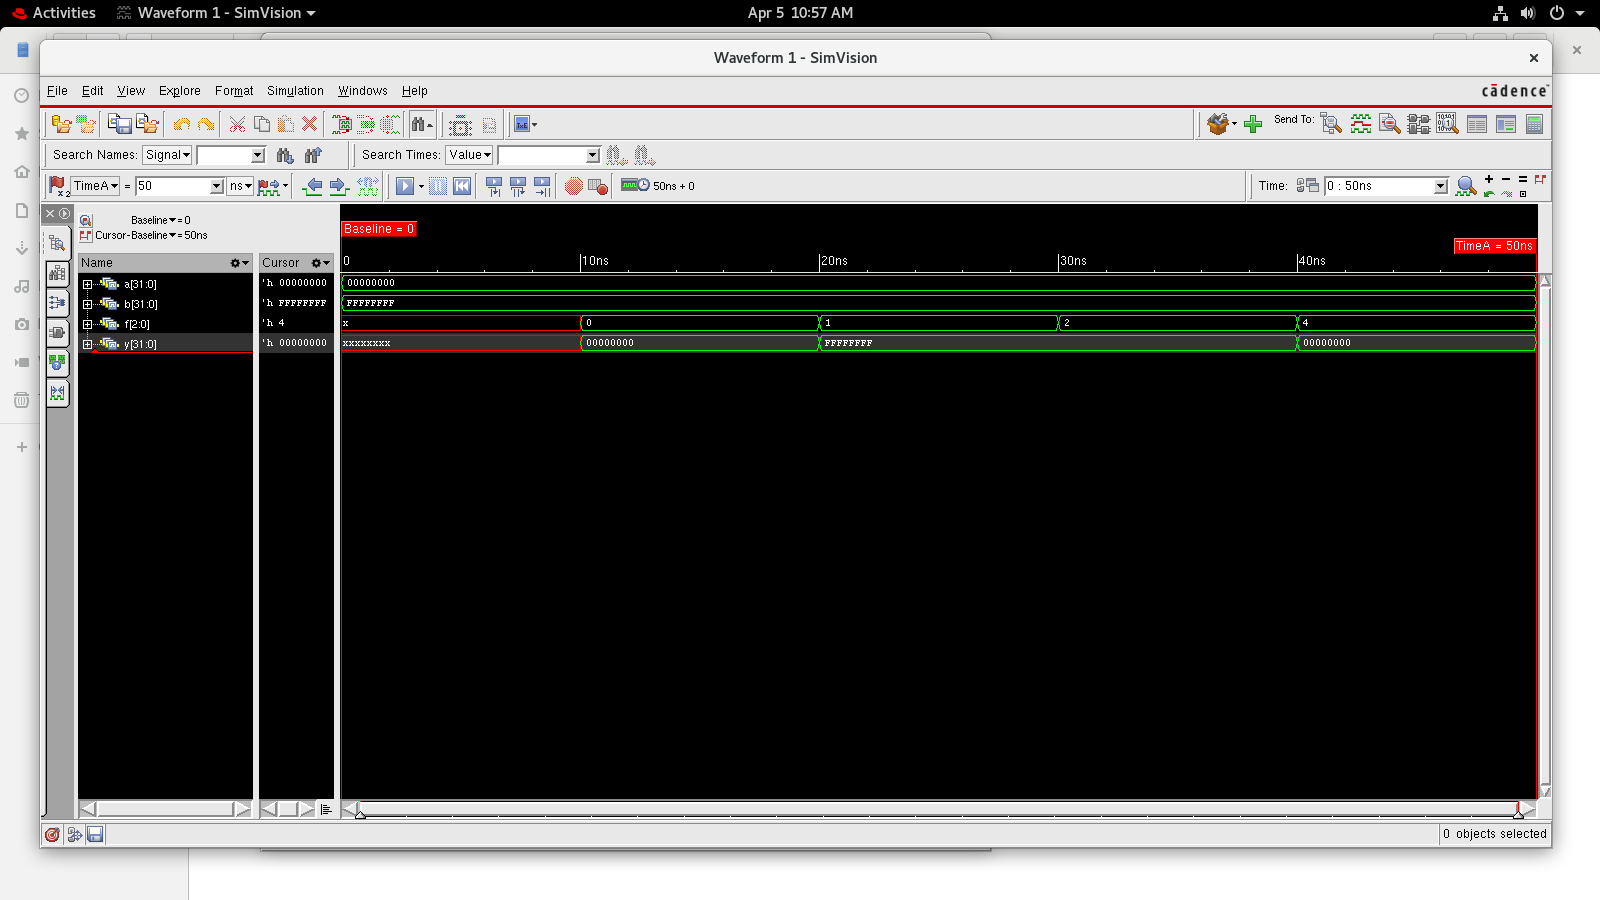 Activities Waveform 1 - SimVision Apr 5 10:57 AM
Waveform 1 - SimVision
File Edit View Explore Format Simulation Windows Help cādence
Send To:
Search Names: Signal Search Times: Value
x2 TimeA = 50 ns 50ns + 0 Time: 0 : 50ns
Baseline = 0
Cursor-Baseline = 50ns
Baseline = 0
TimeA = 50ns
Name Cursor 0 10ns 20ns 30ns 40ns
a[31:0] 'h 00000000 00000000
b[31:0] 'h FFFFFFFF FFFFFFFF
f[2:0] 'h 4 x 0 1 2 4
y[31:0] 'h 00000000 xxxxxxxx 00000000 FFFFFFFF 00000000
0 objects selected